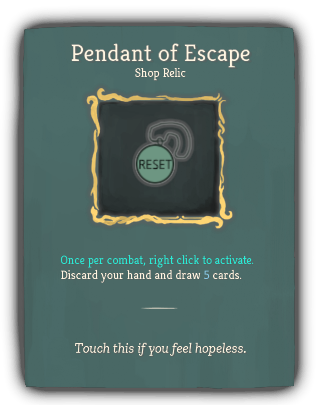 Pendant of Escape
Shop Relic
RESET
Once per combat, right click to activate.
Discard your hand and draw 5 cards.
Touch this if you feel hopeless.